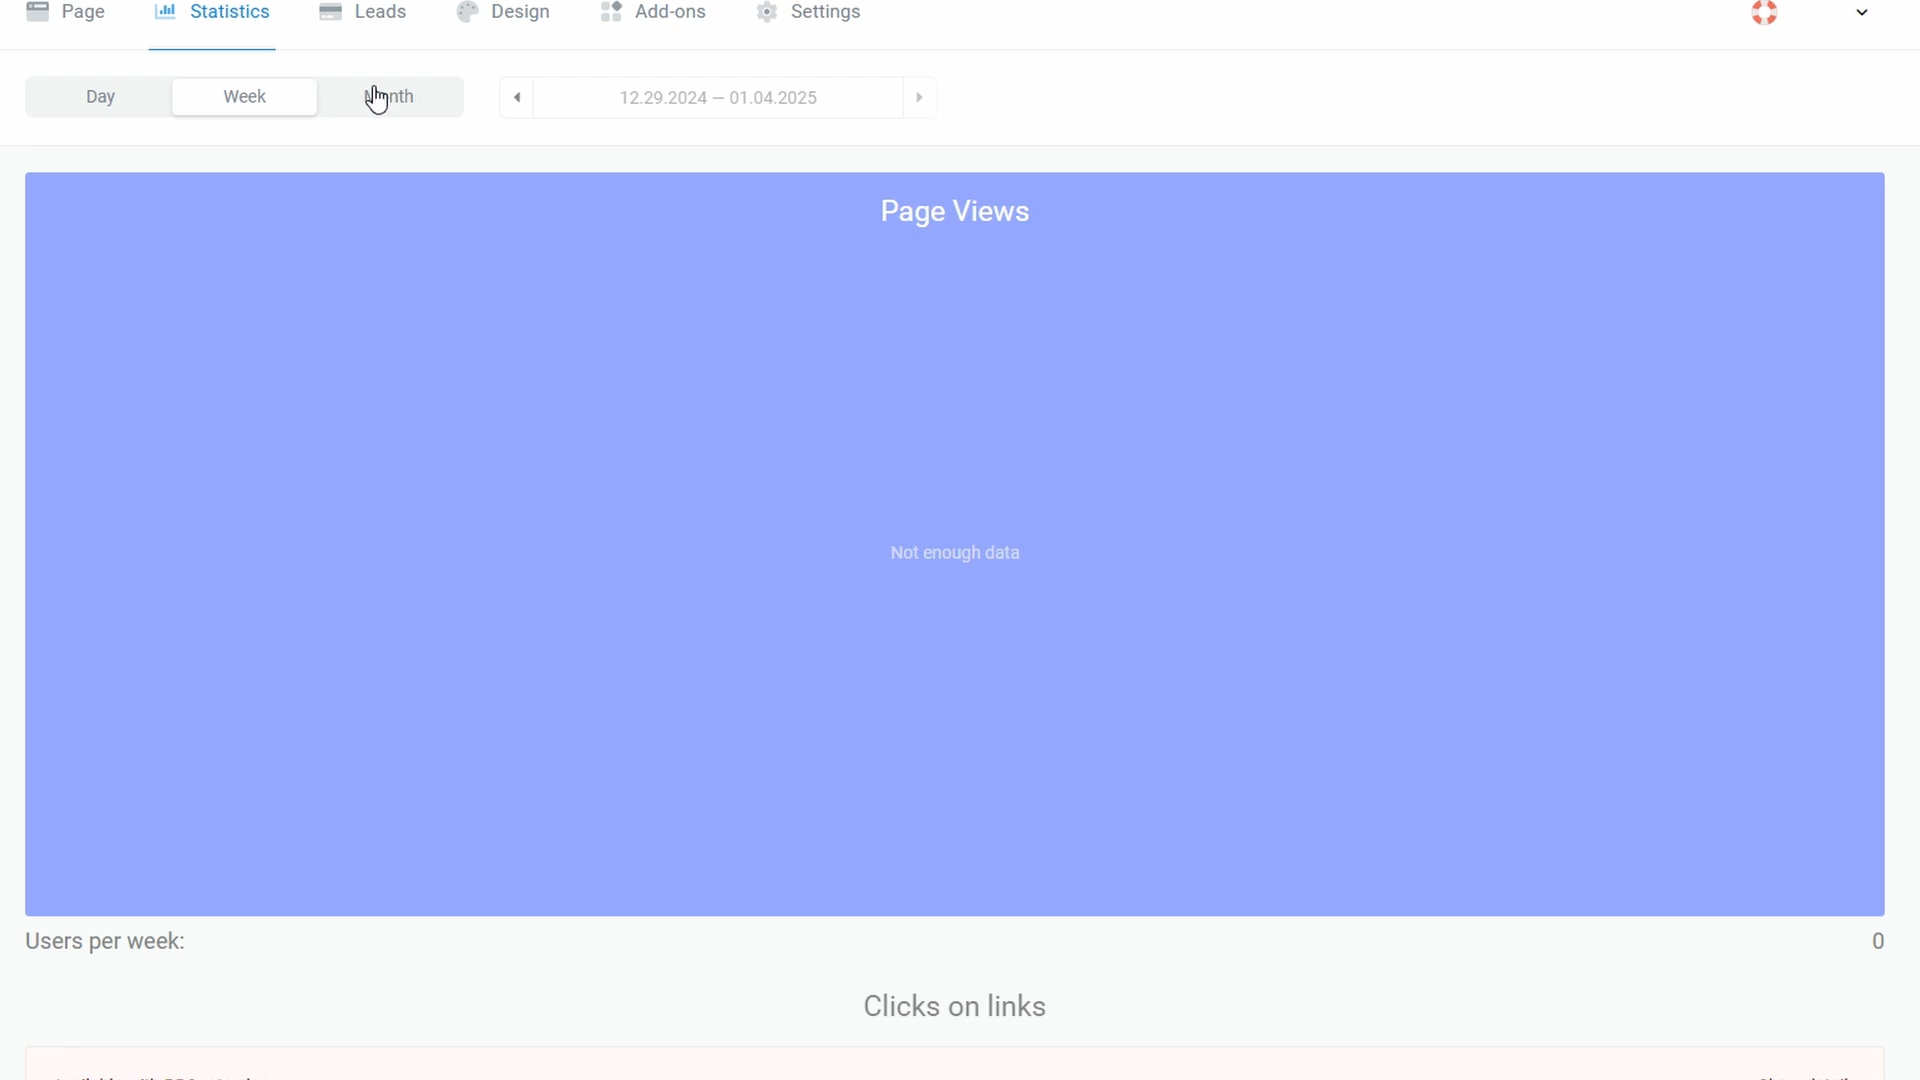 Page Statistics Leads Design Add-ons Settings
Day Week 12.29.2024 — 01.04.2025
Page Views
Not enough data
Users per week: 0
Clicks on links